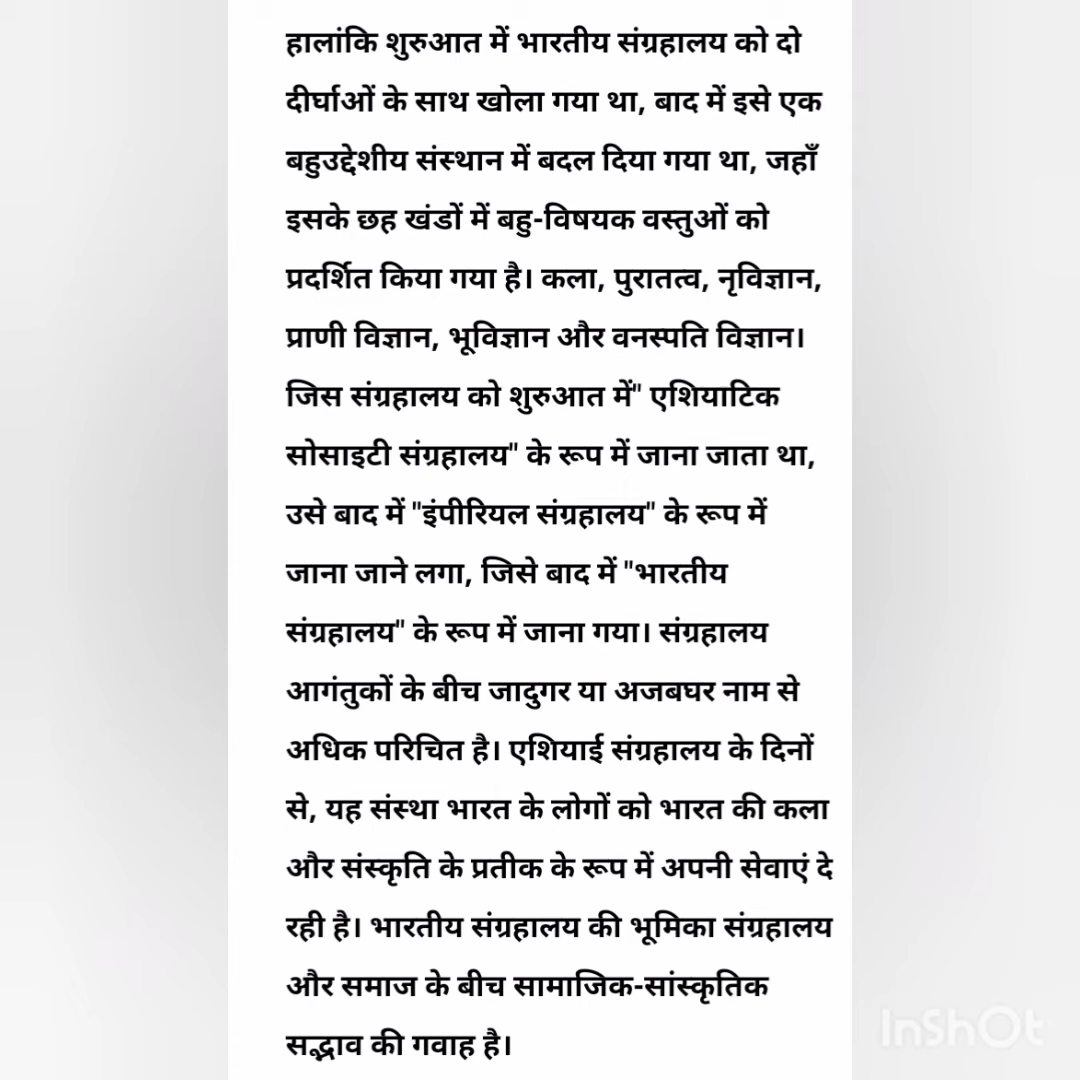 हालांकि शुरुआत में भारतीय संग्रहालय को दो
दीर्घाओं के साथ खोला गया था, बाद में इसे एक
बहुउद्देशीय संस्थान में बदल दिया गया था, जहाँ
इसके छह खंडों में बहु-विषयक वस्तुओं को
प्रदर्शित किया गया है। कला, पुरातत्व, नृविज्ञान,
प्राणी विज्ञान, भूविज्ञान और वनस्पति विज्ञान।
जिस संग्रहालय को शुरुआत में" एशियाटिक
सोसाइटी संग्रहालय" के रूप में जाना जाता था,
उसे बाद में "इंपीरियल संग्रहालय" के रूप में
जाना जाने लगा, जिसे बाद में "भारतीय
संग्रहालय" के रूप में जाना गया। संग्रहालय
आगंतुकों के बीच जादुगर या अजबघर नाम से
अधिक परिचित है। एशियाई संग्रहालय के दिनों
से, यह संस्था भारत के लोगों को भारत की कला
और संस्कृति के प्रतीक के रूप में अपनी सेवाएं दे
रही है। भारतीय संग्रहालय की भूमिका संग्रहालय
और समाज के बीच सामाजिक-सांस्कृतिक
सद्भाव की गवाह है।
InShOt